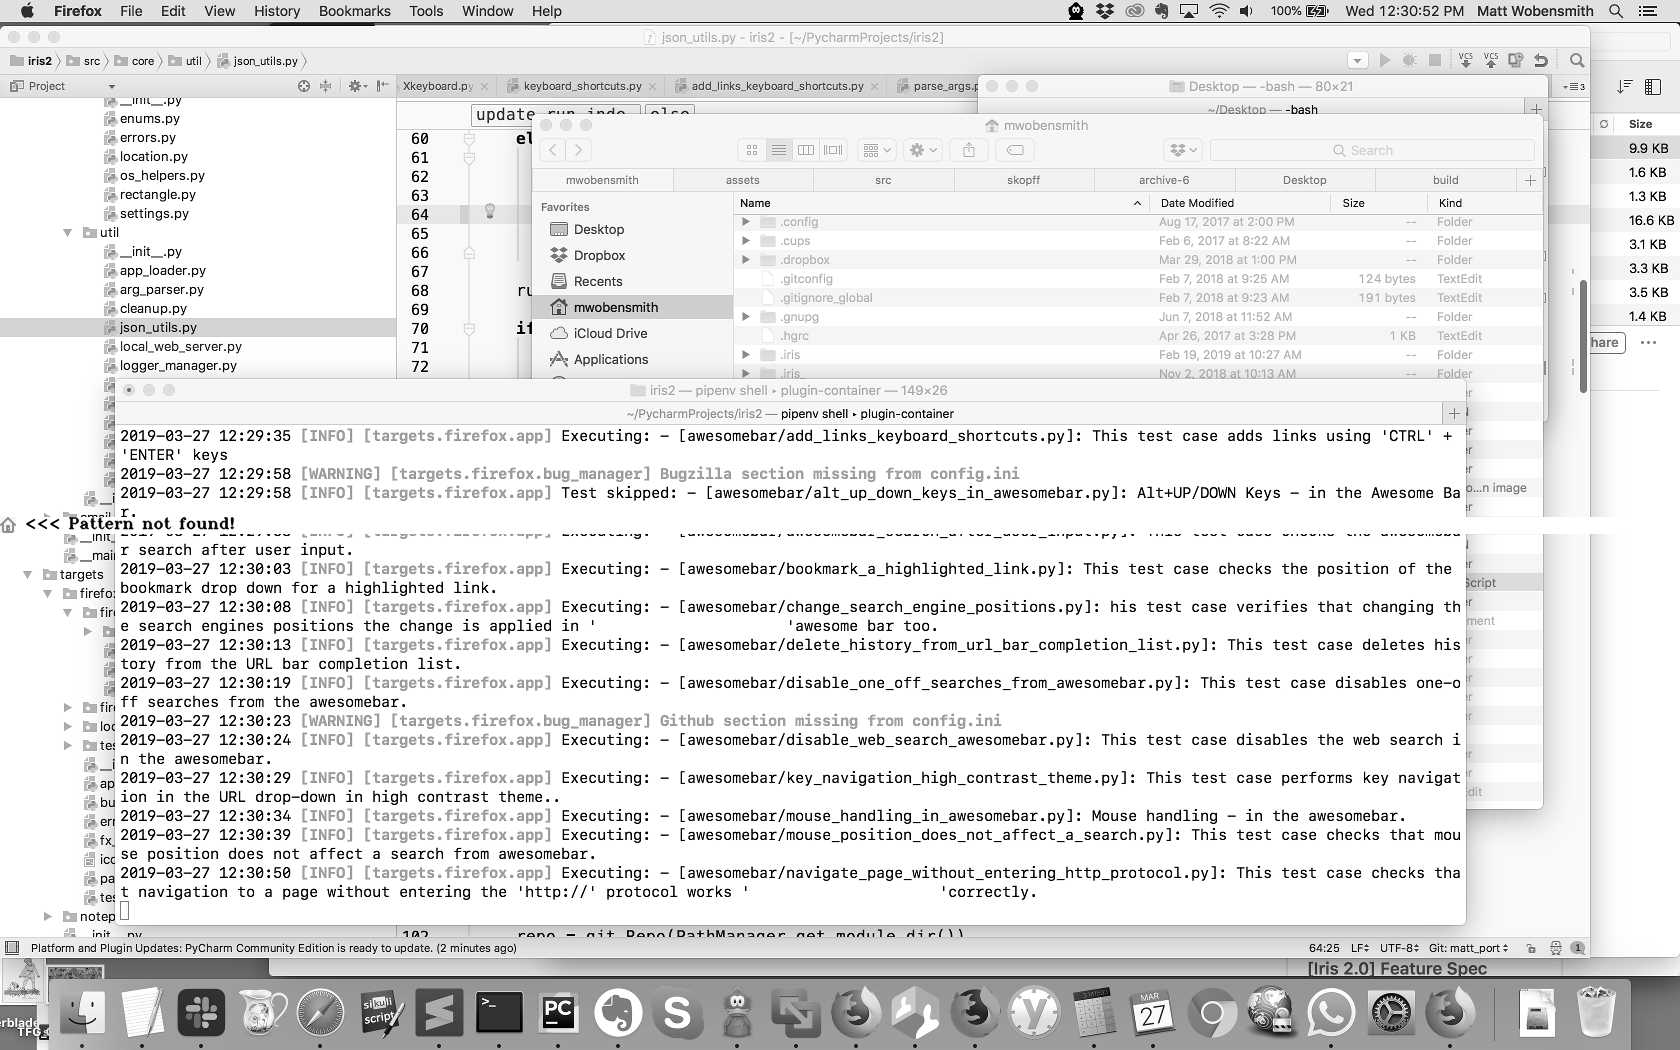 Firefox File Edit View History Bookmarks Tools Window Help 100% Wed 12:30:52 PM Matt Wobensmith
json_utils.py - iris2 - [~/PycharmProjects/iris2]
iris2 src core util json_utils.py
Project
Xkeyboard.py keyboard_shortcuts.py add_links_keyboard_shortcuts.py parse_args.p
__init__.py
enums.py
errors.py
location.py
os_helpers.py
rectangle.py
settings.py
util
__init__.py
app_loader.py
arg_parser.py
cleanup.py
json_utils.py
local_web_server.py
logger_manager.py
60 el
61
62
63
64
65
66
67
68 ru
69
70 if
71
72
Desktop — -bash — 80×21
~/Desktop — -bash
mwobensmith
Search
mwobensmith assets src skopff archive-6 Desktop build
Favorites
Desktop
Dropbox
Recents
mwobensmith
iCloud Drive
Applications
Name Date Modified Size Kind
.config Aug 17, 2017 at 2:00 PM -- Folder
.cups Feb 6, 2017 at 8:22 AM -- Folder
.dropbox Mar 29, 2018 at 1:00 PM -- Folder
.gitconfig Feb 7, 2018 at 9:25 AM 124 bytes TextEdit
.gitignore_global Feb 7, 2018 at 9:23 AM 191 bytes TextEdit
.gnupg Jun 7, 2018 at 11:52 AM -- Folder
.hgrc Apr 26, 2017 at 3:28 PM 1 KB TextEdit
.iris Feb 19, 2019 at 10:27 AM -- Folder
.iris_ Nov 2, 2018 at 10:13 AM -- Folder
Size
9.9 KB
1.6 KB
1.3 KB
16.6 KB
3.1 KB
3.3 KB
3.5 KB
1.4 KB
hare
iris2 — pipenv shell ▸ plugin-container — 149×26
~/PycharmProjects/iris2 — pipenv shell ▸ plugin-container
2019-03-27 12:29:35 [INFO] [targets.firefox.app] Executing: - [awesomebar/add_links_keyboard_shortcuts.py]: This test case adds links using 'CTRL' +
'ENTER' keys
2019-03-27 12:29:58 [WARNING] [targets.firefox.bug_manager] Bugzilla section missing from config.ini
2019-03-27 12:29:58 [INFO] [targets.firefox.app] Test skipped: - [awesomebar/alt_up_down_keys_in_awesomebar.py]: Alt+UP/DOWN Keys - in the Awesome Ba
r.
<<< Pattern not found!
r search after user input.
2019-03-27 12:30:03 [INFO] [targets.firefox.app] Executing: - [awesomebar/bookmark_a_highlighted_link.py]: This test case checks the position of the
bookmark drop down for a highlighted link.
2019-03-27 12:30:08 [INFO] [targets.firefox.app] Executing: - [awesomebar/change_search_engine_positions.py]: his test case verifies that changing th
e search engines positions the change is applied in ' 'awesome bar too.
2019-03-27 12:30:13 [INFO] [targets.firefox.app] Executing: - [awesomebar/delete_history_from_url_bar_completion_list.py]: This test case deletes his
tory from the URL bar completion list.
2019-03-27 12:30:19 [INFO] [targets.firefox.app] Executing: - [awesomebar/disable_one_off_searches_from_awesomebar.py]: This test case disables one-o
ff searches from the awesomebar.
2019-03-27 12:30:23 [WARNING] [targets.firefox.bug_manager] Github section missing from config.ini
2019-03-27 12:30:24 [INFO] [targets.firefox.app] Executing: - [awesomebar/disable_web_search_awesomebar.py]: This test case disables the web search i
n the awesomebar.
2019-03-27 12:30:29 [INFO] [targets.firefox.app] Executing: - [awesomebar/key_navigation_high_contrast_theme.py]: This test case performs key navigat
ion in the URL drop-down in high contrast theme..
2019-03-27 12:30:34 [INFO] [targets.firefox.app] Executing: - [awesomebar/mouse_handling_in_awesomebar.py]: Mouse handling - in the awesomebar.
2019-03-27 12:30:39 [INFO] [targets.firefox.app] Executing: - [awesomebar/mouse_position_does_not_affect_a_search.py]: This test case checks that mou
se position does not affect a search from awesomebar.
2019-03-27 12:30:50 [INFO] [targets.firefox.app] Executing: - [awesomebar/navigate_page_without_entering_http_protocol.py]: This test case checks tha
t navigation to a page without entering the 'http://' protocol works ' 'correctly.
targets
firefo
notep
Platform and Plugin Updates: PyCharm Community Edition is ready to update. (2 minutes ago) 64:25 LF UTF-8 Git: matt_port 1
[Iris 2.0] Feature Spec
sikuli script
PC
MAR
27